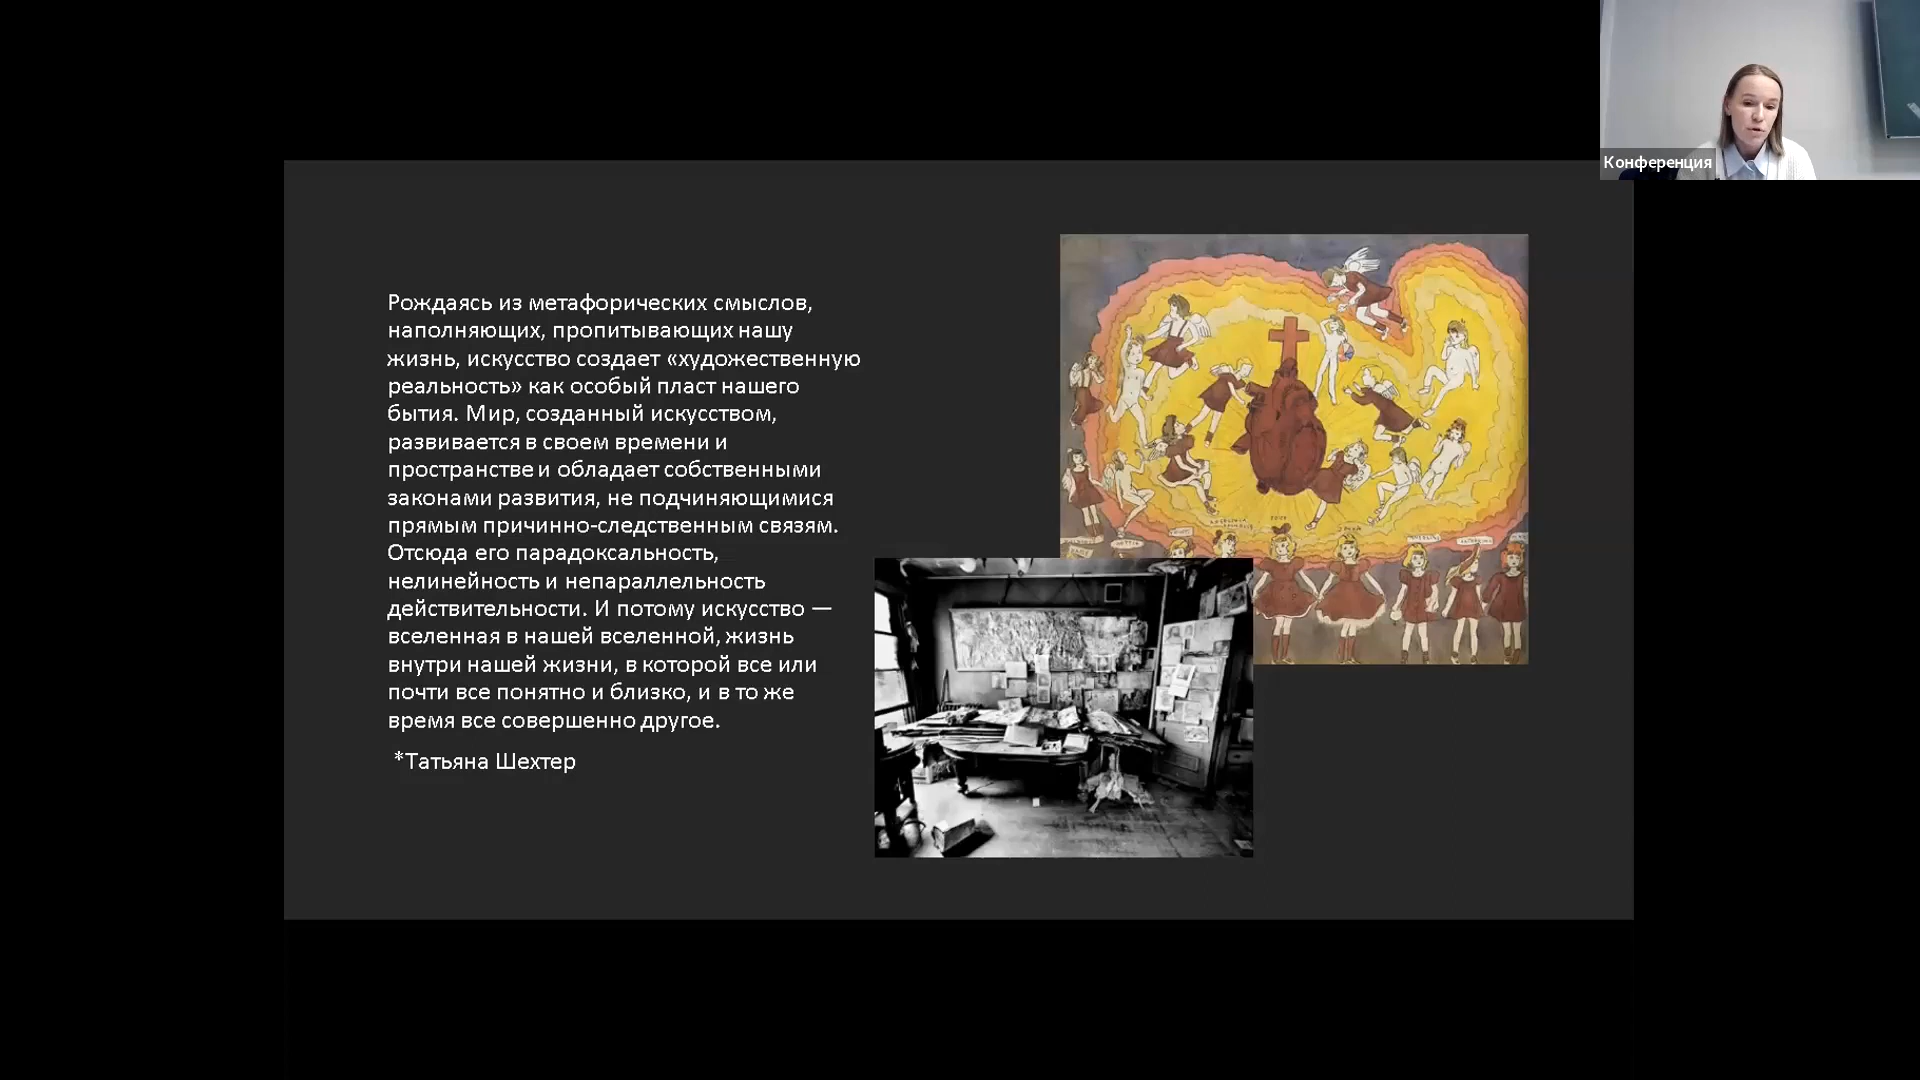 Конференция
Рождаясь из метафорических смыслов,
наполняющих, пропитывающих нашу
жизнь, искусство создает «художественную
реальность» как особый пласт нашего
бытия. Мир, созданный искусством,
развивается в своем времени и
пространстве и обладает собственными
законами развития, не подчиняющимися
прямым причинно-следственным связям.
Отсюда его парадоксальность,
нелинейность и непараллельность
действительности. И потому искусство —
вселенная в нашей вселенной, жизнь
внутри нашей жизни, в которой все или
почти все понятно и близко, и в то же
время все совершенно другое.
*Татьяна Шехтер